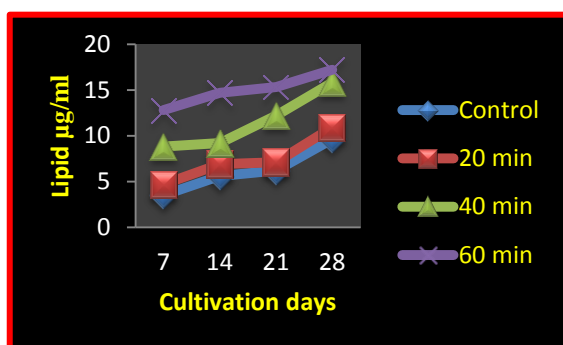 20
15
10
5
0
Lipid µg/ml
7 14 21 28
Cultivation days
Control
20 min
40 min
60 min